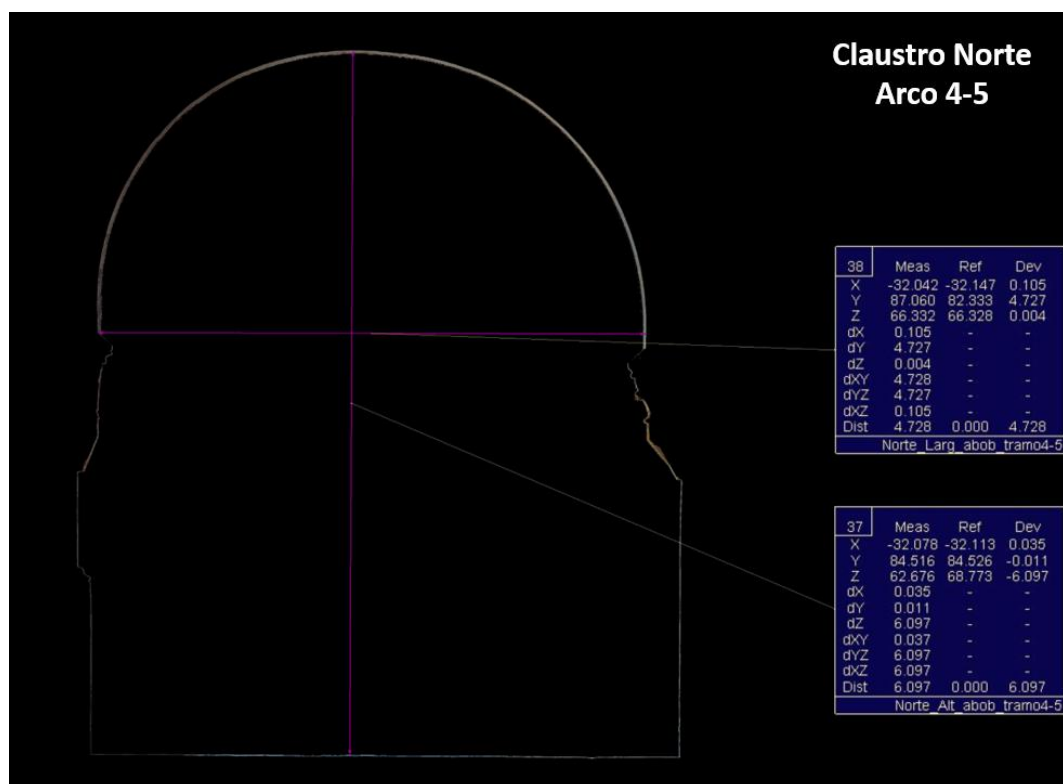 Claustro Norte
Arco 4-5
38 Meas Ref Dev
X -32.042 -32.147 0.105
Y 87.060 82.333 4.727
Z 66.332 66.328 0.004
dX 0.105 - -
dY 4.727 - -
dZ 0.004 - -
dXY 4.728 - -
dYZ 4.727 - -
dXZ 0.105 - -
Dist 4.728 0.000 4.728
Norte_Larg_abob_tramo4-5
37 Meas Ref Dev
X -32.078 -32.113 0.035
Y 84.516 84.526 -0.011
Z 62.676 68.773 -6.097
dX 0.035 - -
dY 0.011 - -
dZ 6.097 - -
dXY 0.037 - -
dYZ 6.097 - -
dXZ 6.097 - -
Dist 6.097 0.000 6.097
Norte_Alt_abob_tramo4-5